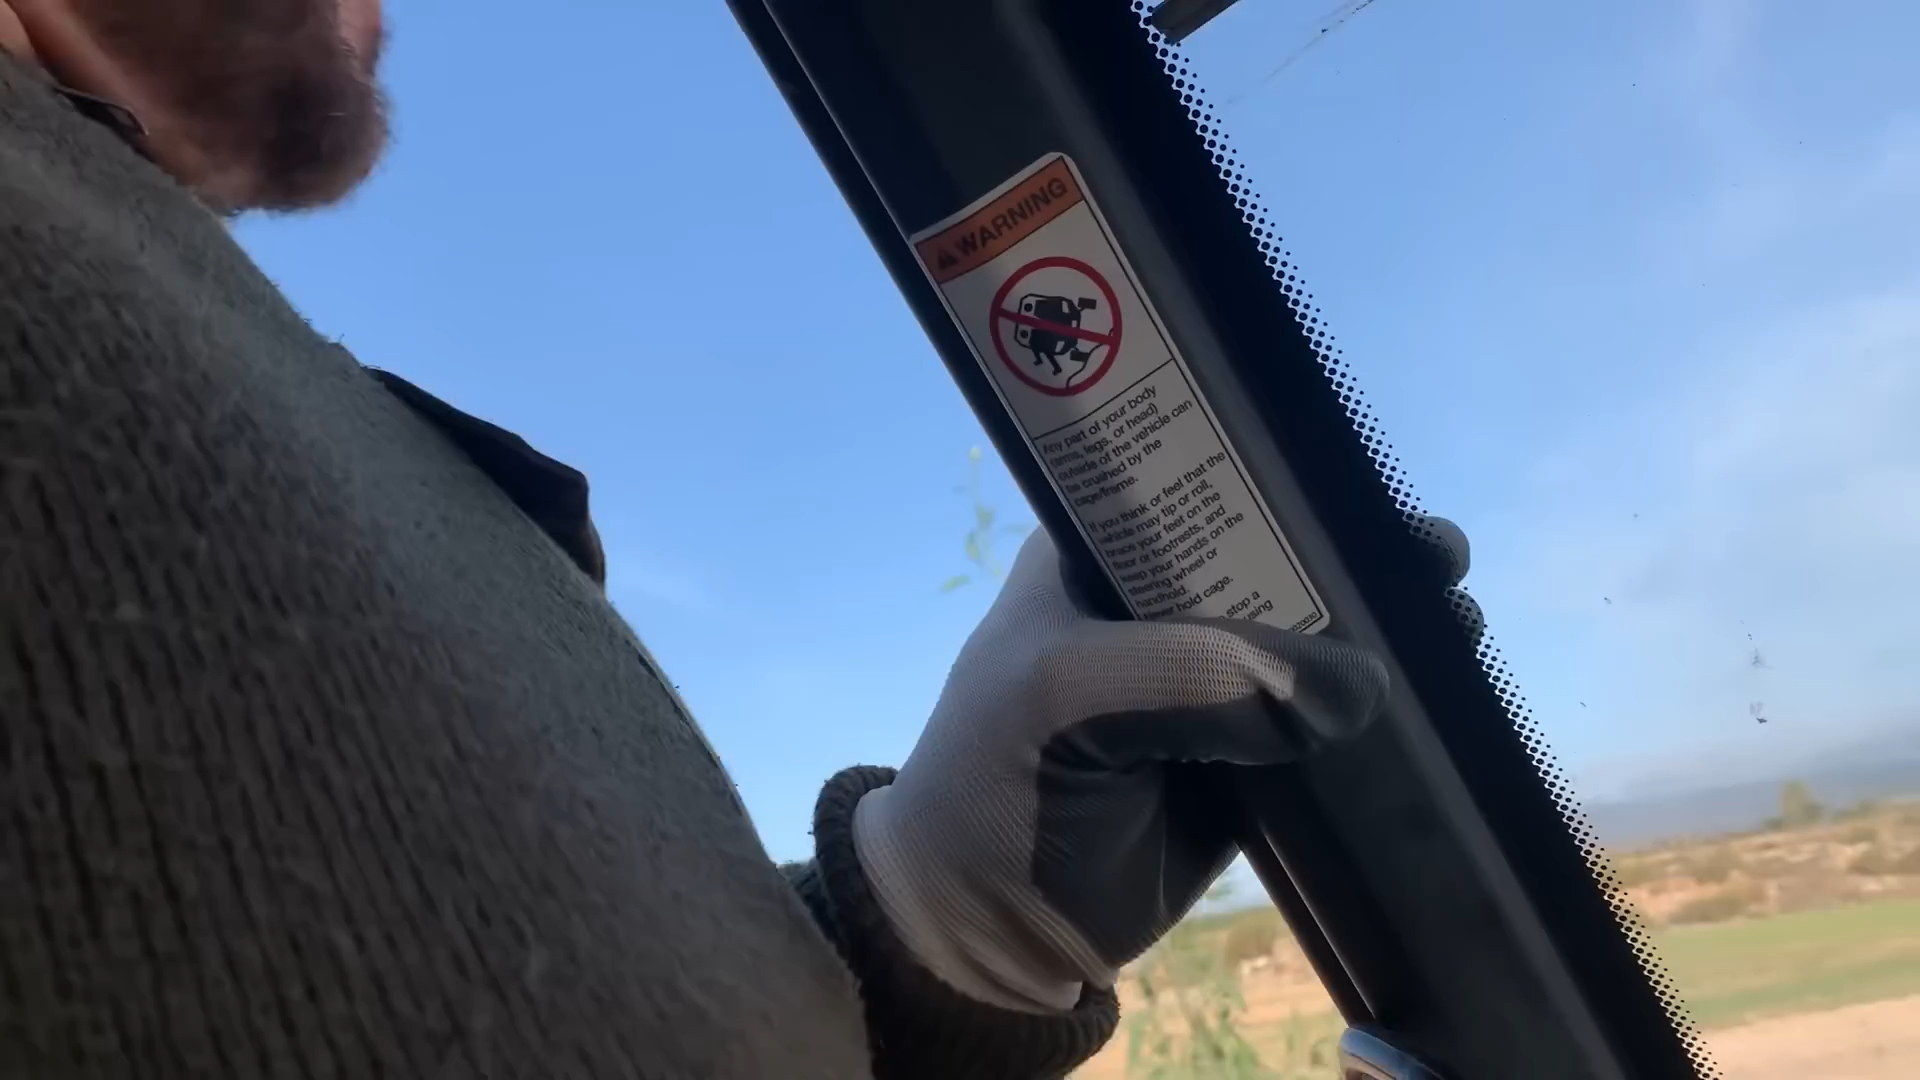 WARNING
Any part of your body
(arms, legs, or head)
outside of the vehicle can
be crushed by the
cage/frame.
If you think or feel that the
vehicle may tip or roll,
brace your feet on the
floor or footrests, and
keep your hands on the
steering wheel or
handhold.
Never hold cage.
stop a
using